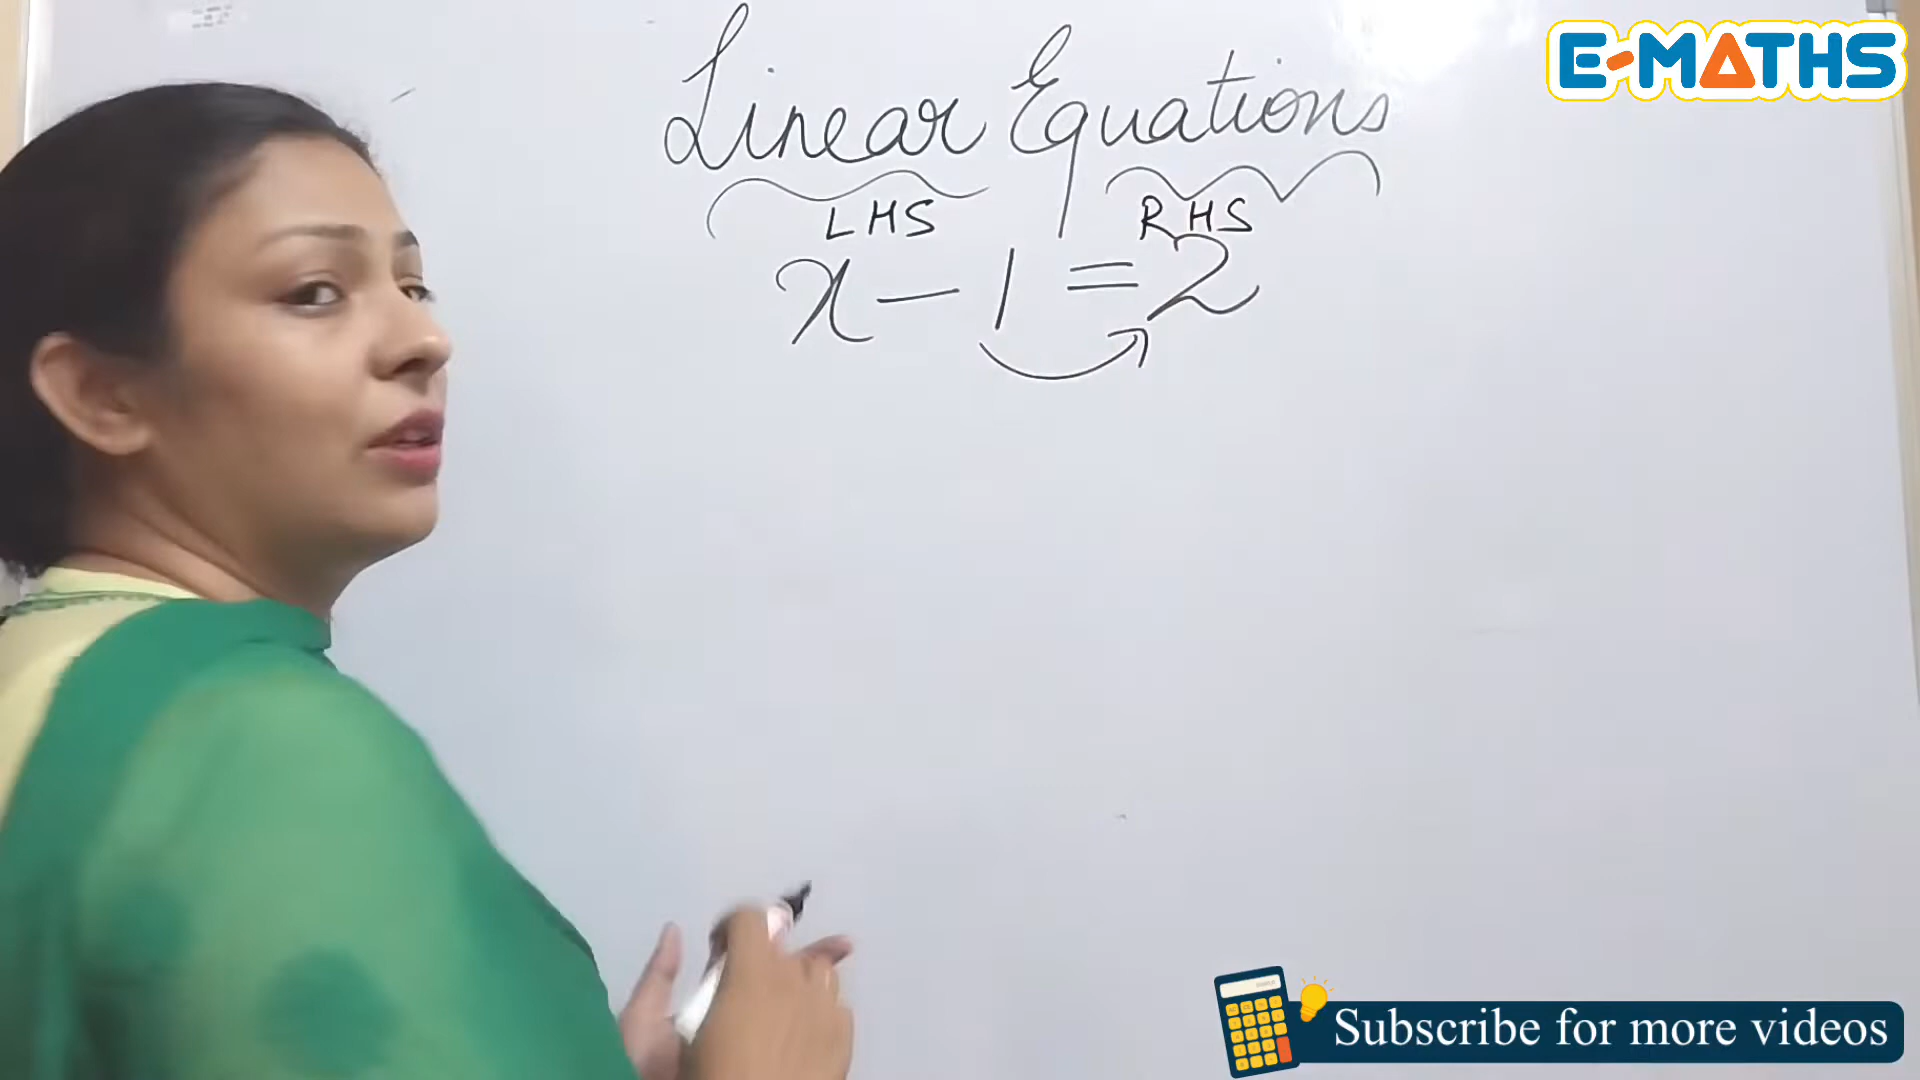 Linear Equations
LHS RHS
x - 1 = 2
E-MATHS
Subscribe for more videos